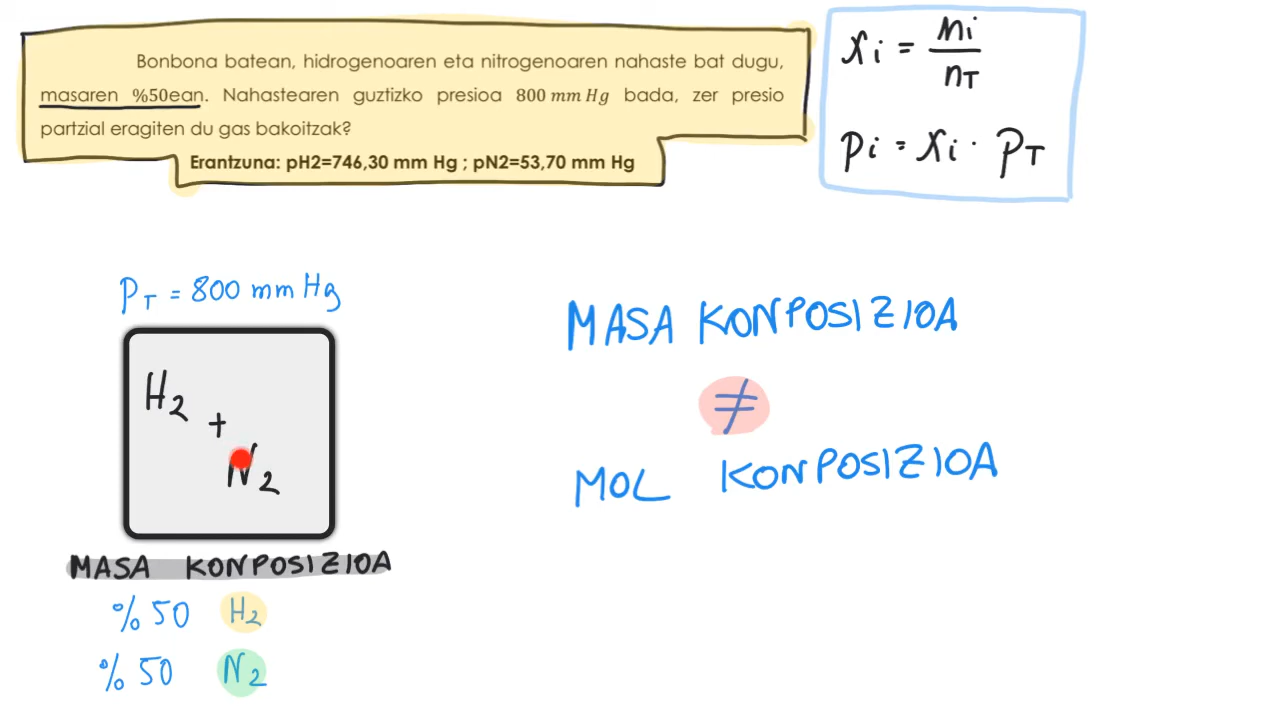 Bonbona batean, hidrogenoaren eta nitrogenoaren nahaste bat dugu,
masaren %50ean. Nahastearen guztizko presioa 800 mm Hg bada, zer presio
partzial eragiten du gas bakoitzak?
Erantzuna: pH2=746,30 mm Hg ; pN2=53,70 mm Hg
xi = ni / nT
pi = xi · pT
PT = 800 mm Hg
H2
+
N2
MASA KONPOSIZIOA
% 50 H2
% 50 N2
MASA KONPOSIZIOA
≠
MOL KONPOSIZIOA